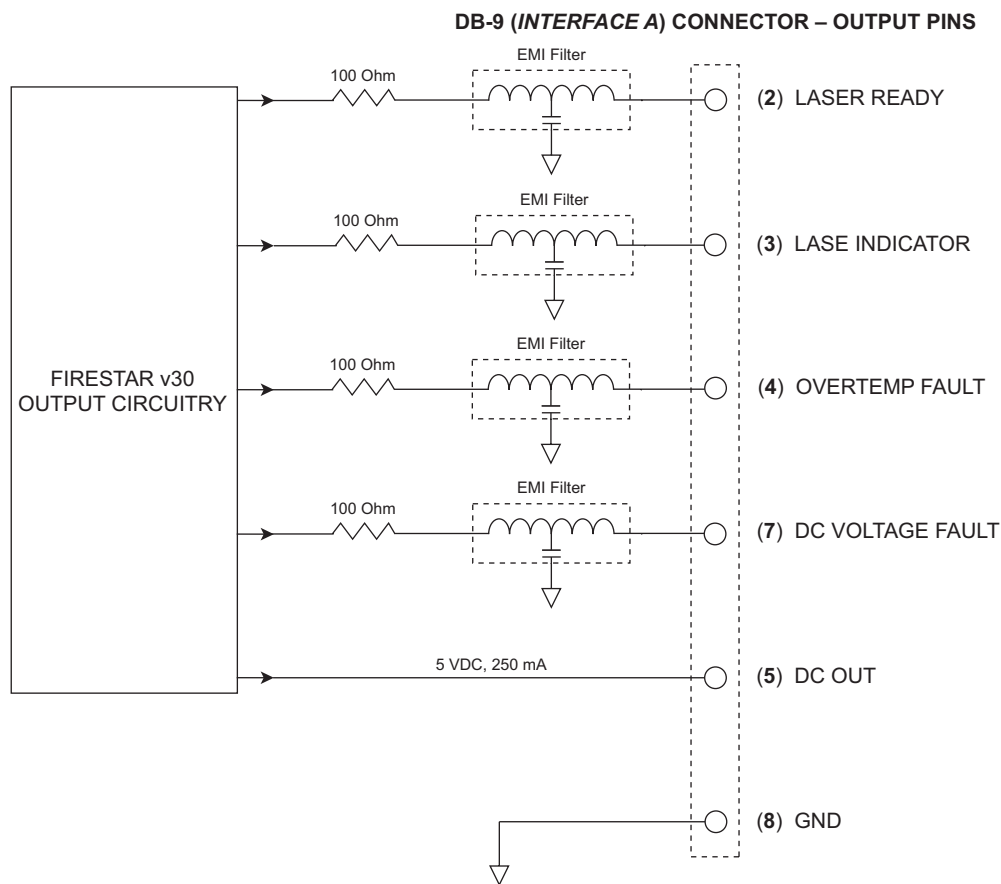 DB-9 (INTERFACE A) CONNECTOR – OUTPUT PINS
EMI Filter
100 Ohm
(2) LASER READY
EMI Filter
100 Ohm
(3) LASE INDICATOR
EMI Filter
100 Ohm
(4) OVERTEMP FAULT
FIRESTAR v30
OUTPUT CIRCUITRY
EMI Filter
100 Ohm
(7) DC VOLTAGE FAULT
5 VDC, 250 mA
(5) DC OUT
(8) GND